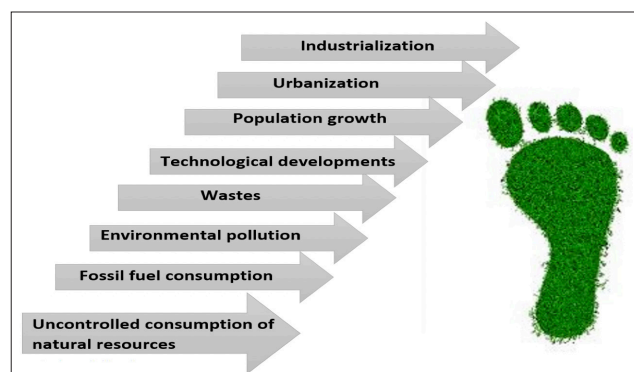 Industrialization
Urbanization
Population growth
Technological developments
Wastes
Environmental pollution
Fossil fuel consumption
Uncontrolled consumption of
natural resources